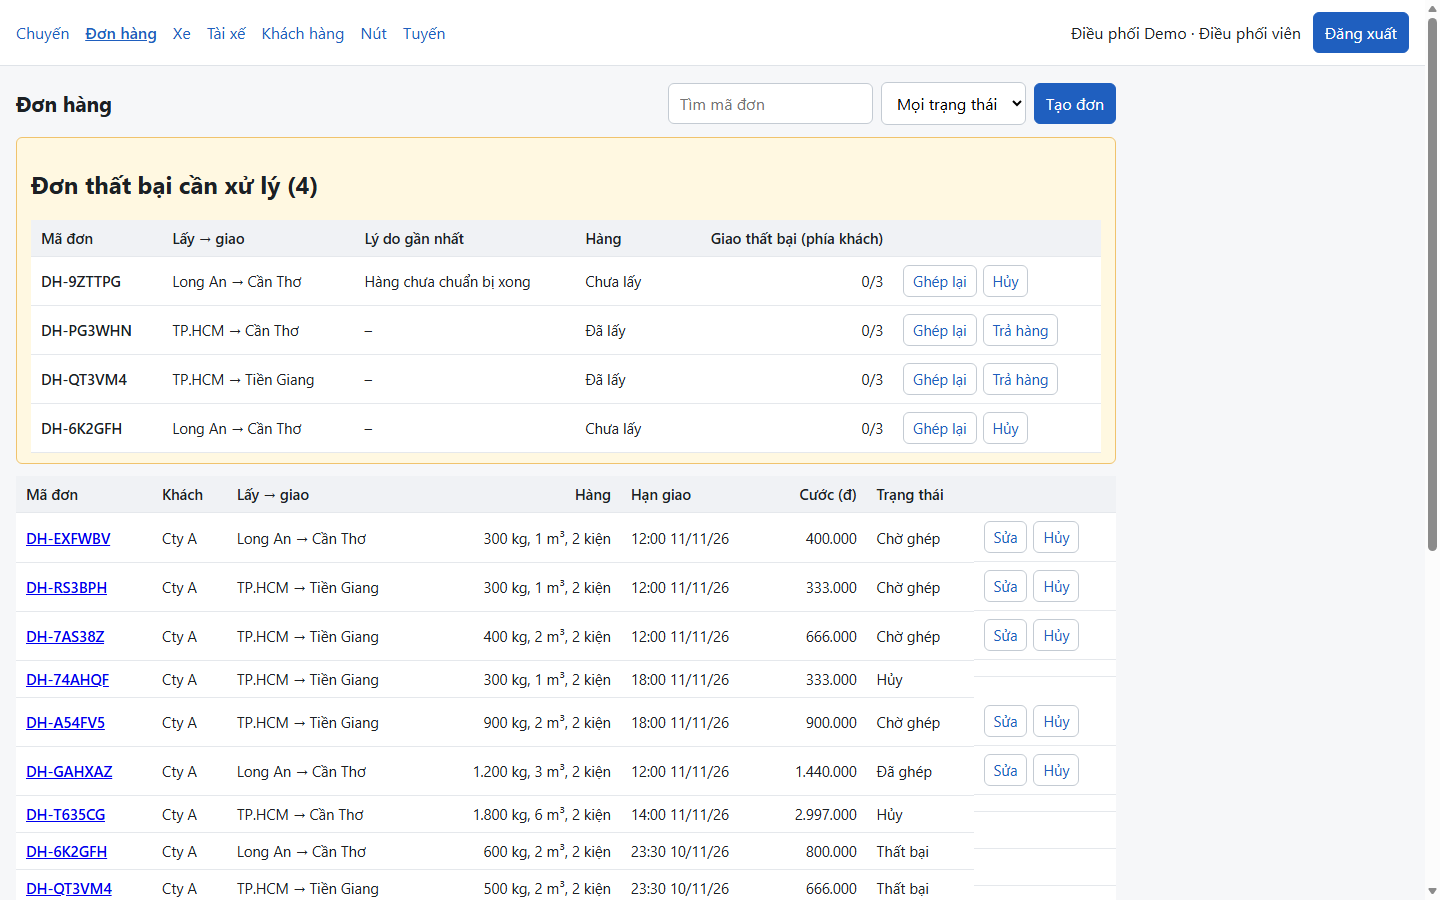 Chuyến Đơn hàng Xe Tài xế Khách hàng Nút Tuyến Điều phối Demo · Điều phối viên Đăng xuất
Đơn hàng Tìm mã đơn Mọi trạng thái Tạo đơn
Đơn thất bại cần xử lý (4)
Mã đơn Lấy → giao Lý do gần nhất Hàng Giao thất bại (phía khách)
DH-9ZTTPG Long An → Cần Thơ Hàng chưa chuẩn bị xong Chưa lấy 0/3 Ghép lại Hủy
DH-PG3WHN TP.HCM → Cần Thơ – Đã lấy 0/3 Ghép lại Trả hàng
DH-QT3VM4 TP.HCM → Tiền Giang – Đã lấy 0/3 Ghép lại Trả hàng
DH-6K2GFH Long An → Cần Thơ – Chưa lấy 0/3 Ghép lại Hủy
Mã đơn Khách Lấy → giao Hàng Hạn giao Cước (đ) Trạng thái
DH-EXFWBV Cty A Long An → Cần Thơ 300 kg, 1 m³, 2 kiện 12:00 11/11/26 400.000 Chờ ghép Sửa Hủy
DH-RS3BPH Cty A TP.HCM → Tiền Giang 300 kg, 1 m³, 2 kiện 12:00 11/11/26 333.000 Chờ ghép Sửa Hủy
DH-7AS38Z Cty A TP.HCM → Tiền Giang 400 kg, 2 m³, 2 kiện 12:00 11/11/26 666.000 Chờ ghép Sửa Hủy
DH-74AHQF Cty A TP.HCM → Tiền Giang 300 kg, 1 m³, 2 kiện 18:00 11/11/26 333.000 Hủy
DH-A54FV5 Cty A TP.HCM → Tiền Giang 900 kg, 2 m³, 2 kiện 18:00 11/11/26 900.000 Chờ ghép Sửa Hủy
DH-GAHXAZ Cty A Long An → Cần Thơ 1.200 kg, 3 m³, 2 kiện 12:00 11/11/26 1.440.000 Đã ghép Sửa Hủy
DH-T635CG Cty A TP.HCM → Cần Thơ 1.800 kg, 6 m³, 2 kiện 14:00 11/11/26 2.997.000 Hủy
DH-6K2GFH Cty A Long An → Cần Thơ 600 kg, 2 m³, 2 kiện 23:30 10/11/26 800.000 Thất bại
DH-QT3VM4 Cty A TP.HCM → Tiền Giang 500 kg, 2 m³, 2 kiện 23:30 10/11/26 666.000 Thất bại